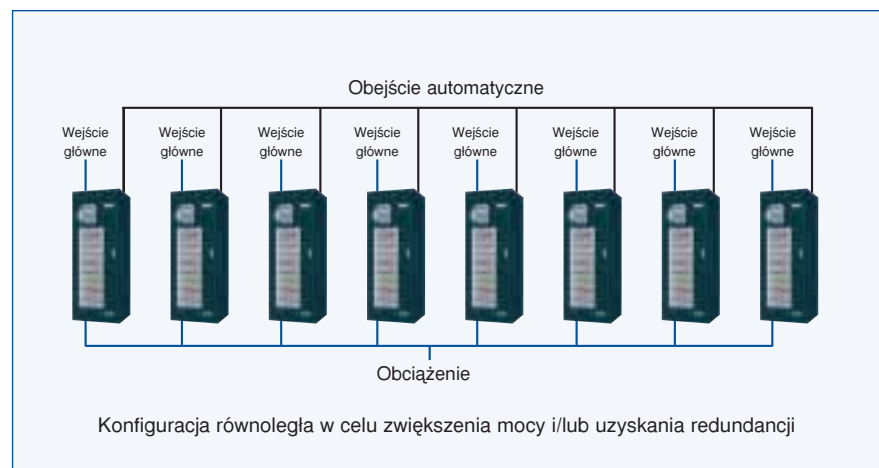 Obejście automatyczne
Wejście Wejście Wejście Wejście Wejście Wejście Wejście Wejście
główne główne główne główne główne główne główne główne
Obciążenie
Konfiguracja równoległa w celu zwiększenia mocy i/lub uzyskania redundancji